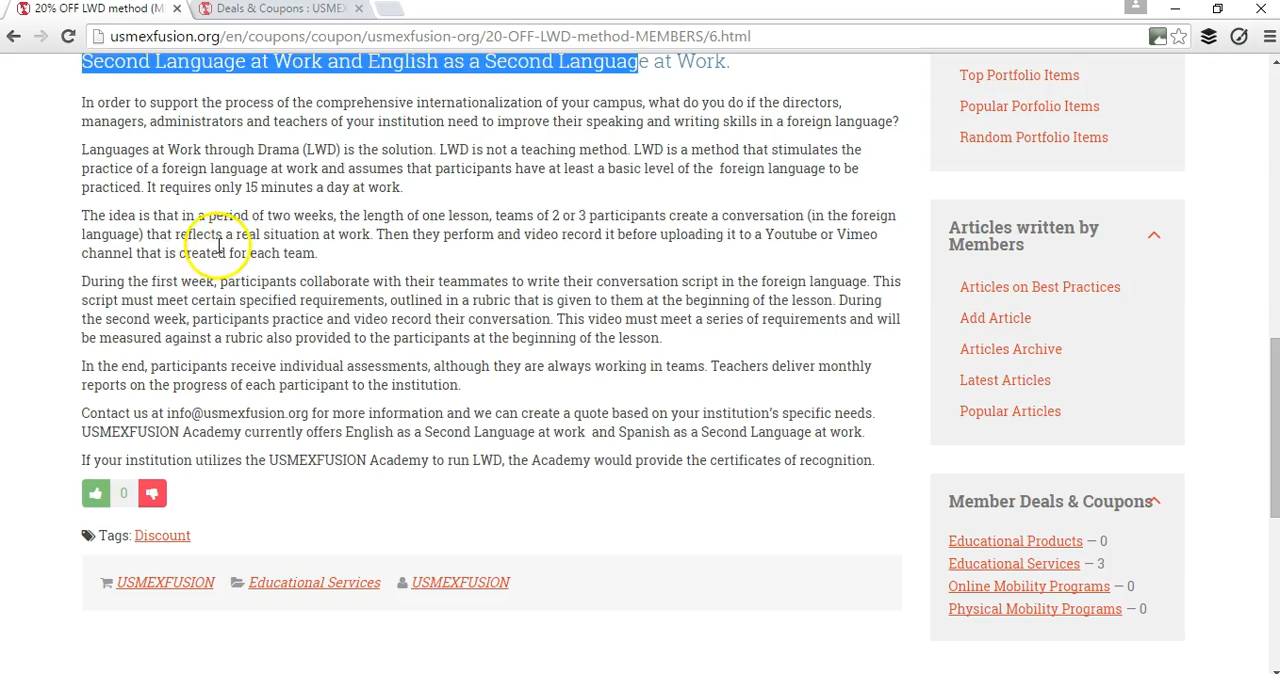 20% OFF LWD method (M
Deals & Coupons : USME
usmexfusion.org/en/coupons/coupon/usmexfusion-org/20-OFF-LWD-method-MEMBERS/6.html
Second Language at Work and English as a Second Language at Work.
In order to support the process of the comprehensive internationalization of your campus, what do you do if the directors,
managers, administrators and teachers of your institution need to improve their speaking and writing skills in a foreign language?
Languages at Work through Drama (LWD) is the solution. LWD is not a teaching method. LWD is a method that stimulates the
practice of a foreign language at work and assumes that participants have at least a basic level of the foreign language to be
practiced. It requires only 15 minutes a day at work.
The idea is that in a period of two weeks, the length of one lesson, teams of 2 or 3 participants create a conversation (in the foreign
language) that reflects a real situation at work. Then they perform and video record it before uploading it to a Youtube or Vimeo
channel that is created for each team.
During the first week, participants collaborate with their teammates to write their conversation script in the foreign language. This
script must meet certain specified requirements, outlined in a rubric that is given to them at the beginning of the lesson. During
the second week, participants practice and video record their conversation. This video must meet a series of requirements and will
be measured against a rubric also provided to the participants at the beginning of the lesson.
In the end, participants receive individual assessments, although they are always working in teams. Teachers deliver monthly
reports on the progress of each participant to the institution.
Contact us at info@usmexfusion.org for more information and we can create a quote based on your institution's specific needs.
USMEXFUSION Academy currently offers English as a Second Language at work and Spanish as a Second Language at work.
If your institution utilizes the USMEXFUSION Academy to run LWD, the Academy would provide the certificates of recognition.
0
Tags: Discount
USMEXFUSION Educational Services USMEXFUSION
Top Portfolio Items
Popular Porfolio Items
Random Portfolio Items
Articles written by
Members
Articles on Best Practices
Add Article
Articles Archive
Latest Articles
Popular Articles
Member Deals & Coupons
Educational Products — 0
Educational Services — 3
Online Mobility Programs — 0
Physical Mobility Programs — 0